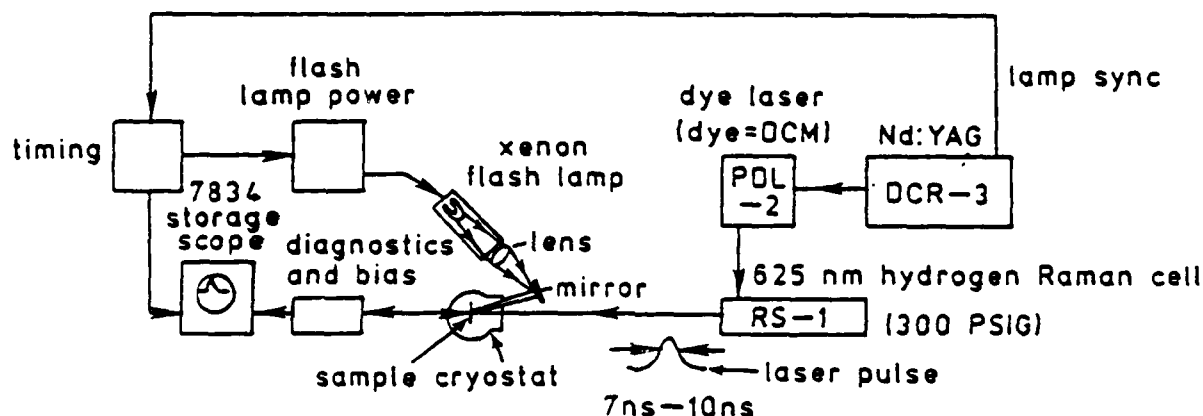 flash
lamp power
lamp sync
dye laser
(dye=DCM)
Nd:YAG
timing
xenon
flash lamp
PDL
-2
DCR-3
7834
storage
scope
diagnostics
and bias
lens
mirror
625 nm hydrogen Raman cell
RS-1
(300 PSIG)
sample cryostat
laser pulse
7ns-10ns